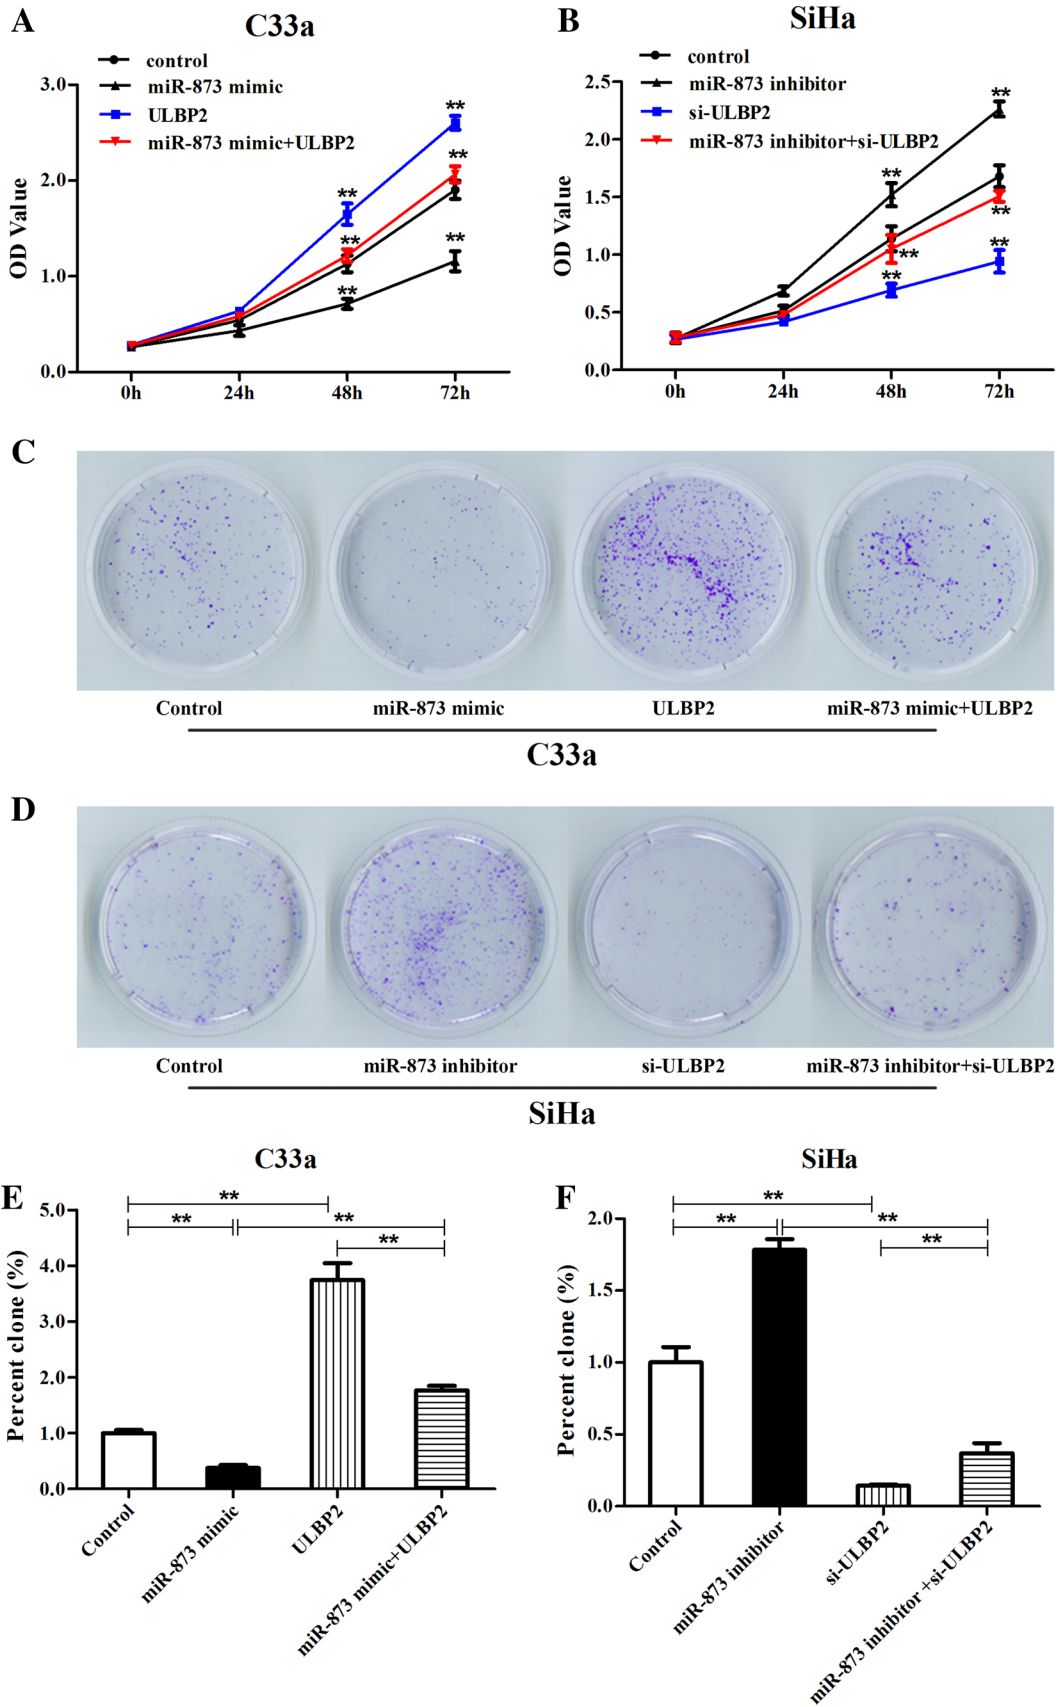 A
C33a
control
miR-873 mimic
ULBP2
miR-873 mimic+ULBP2
OD Value
3.0
2.0
1.0
0.0
0h 24h 48h 72h
**
**
**
**
**
**
B
SiHa
control
miR-873 inhibitor
si-ULBP2
miR-873 inhibitor+si-ULBP2
OD Value
2.5
2.0
1.5
1.0
0.5
0.0
0h 24h 48h 72h
**
**
**
**
**
**
C
Control miR-873 mimic ULBP2 miR-873 mimic+ULBP2
C33a
D
Control miR-873 inhibitor si-ULBP2 miR-873 inhibitor+si-ULBP2
SiHa
E
C33a
Percent clone (%)
5.0
4.0
3.0
2.0
1.0
0.0
**
** **
**
Control
miR-873 mimic
ULBP2
miR-873 mimic+ULBP2
F
SiHa
Percent clone (%)
2.0
1.5
1.0
0.5
0.0
**
** **
**
Control
miR-873 inhibitor
si-ULBP2
miR-873 inhibitor +si-ULBP2